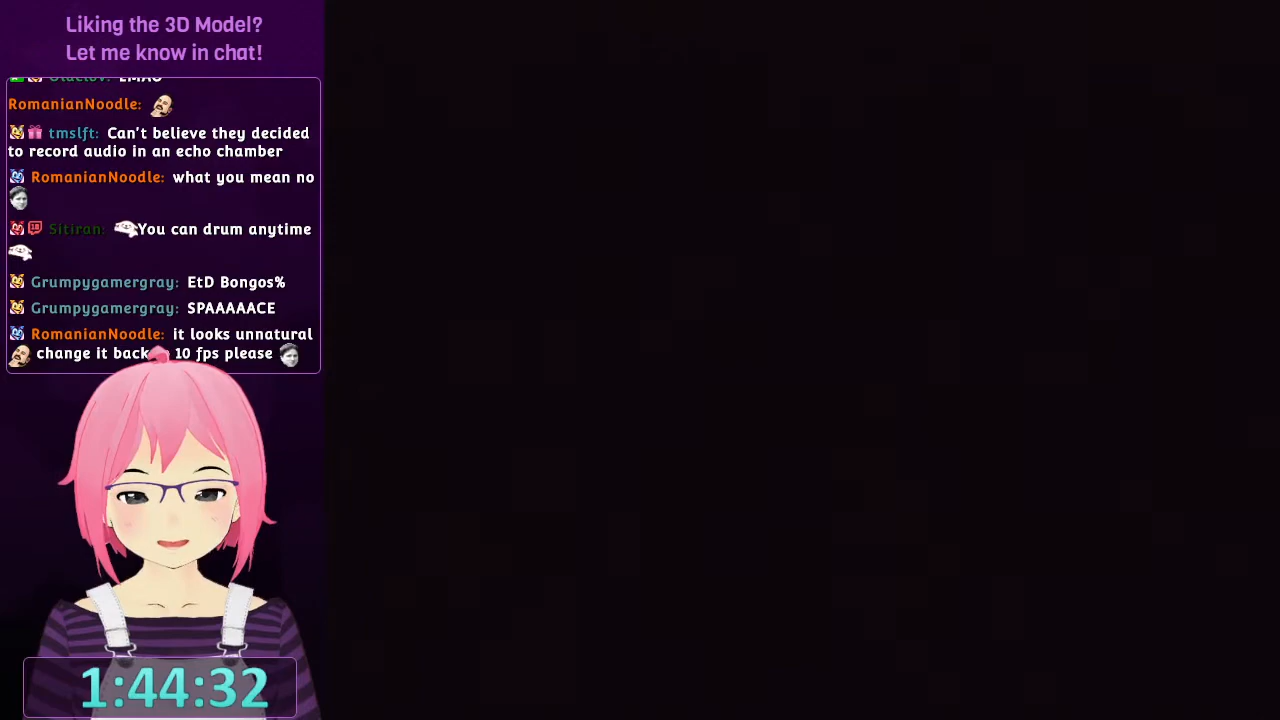 Liking the 3D Model?
Let me know in chat!
RomanianNoodle:
tmslft: Can't believe they decided
to record audio in an echo chamber
RomanianNoodle: what you mean no
Sitiran: You can drum anytime
Grumpygamergray: EtD Bongos%
Grumpygamergray: SPAAAAACE
RomanianNoodle: it looks unnatural
change it back 10 fps please
1:44:32